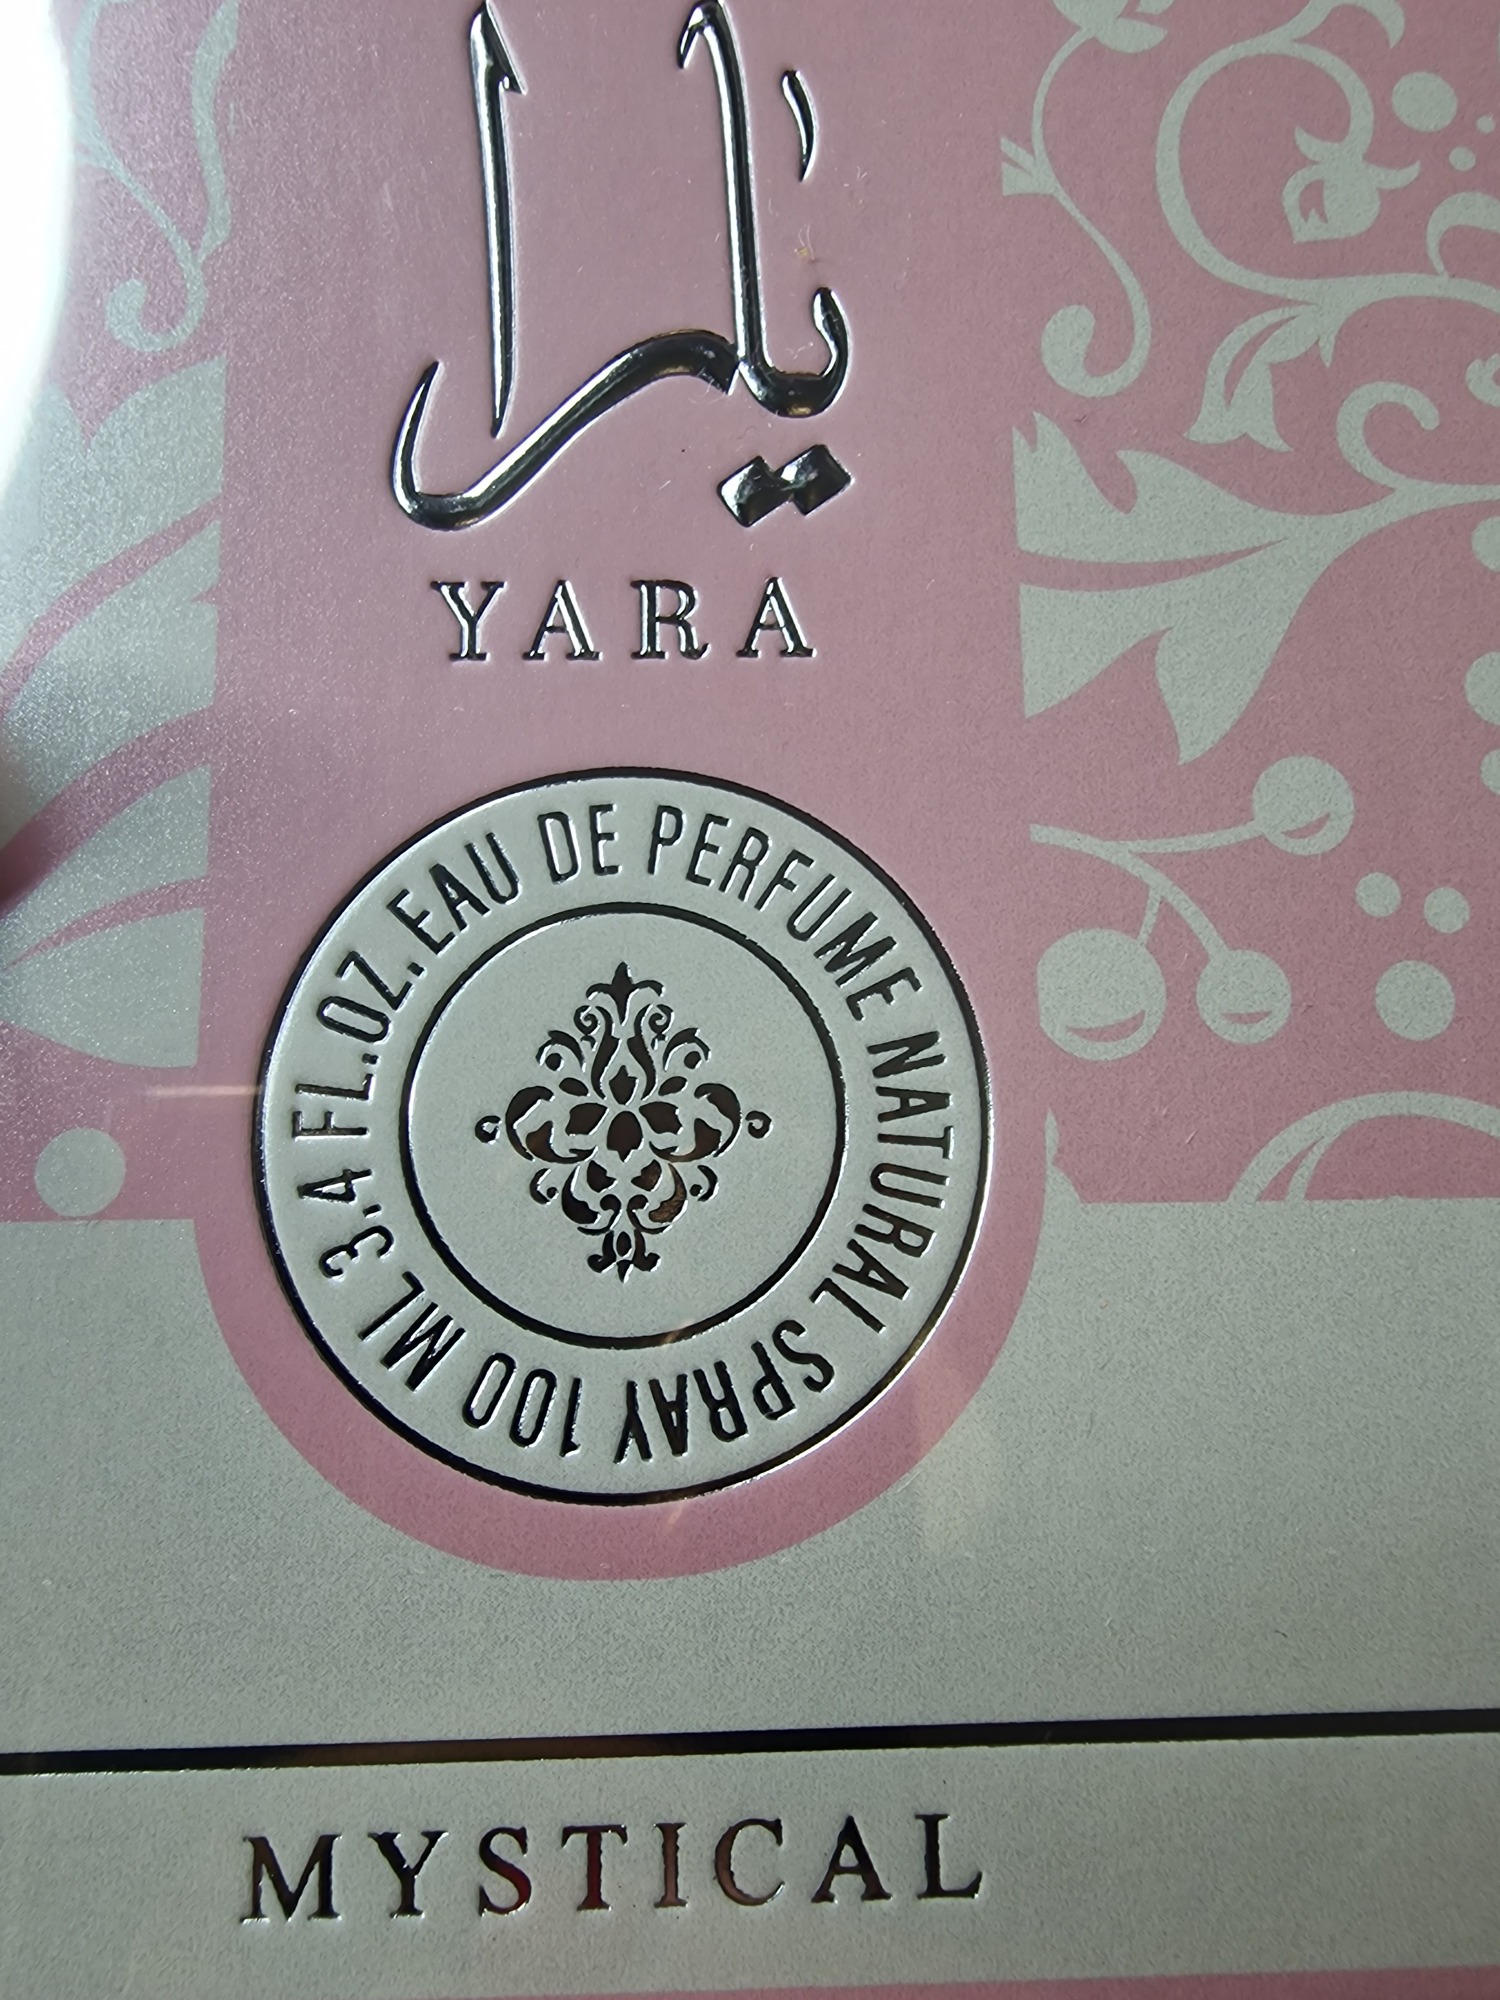 يارا
YARA
EAU DE PERFUME NATURAL SPRAY 100 ML 3.4 FL.OZ.
MYSTICAL